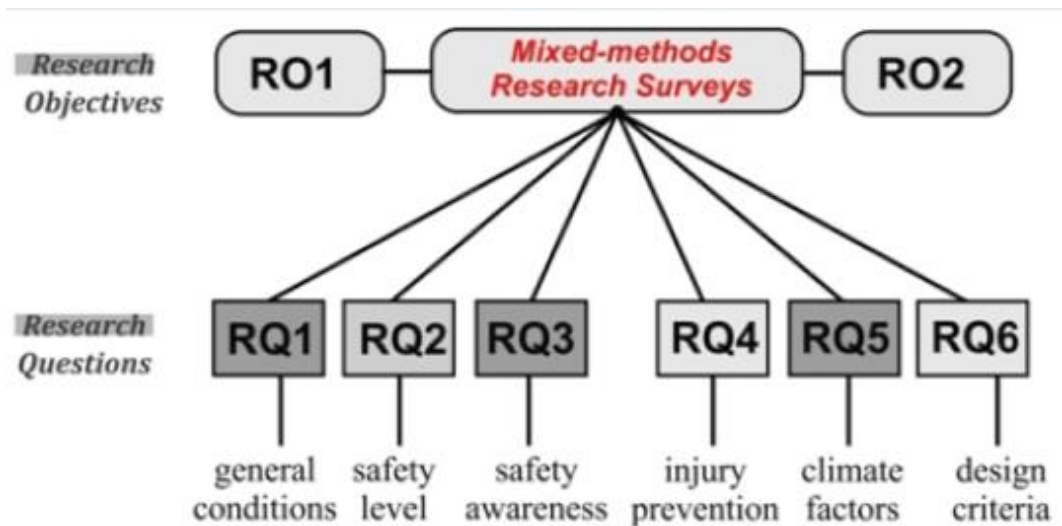 Research
Objectives
RO1
Mixed-methods
Research Surveys
RO2
Research
Questions
RQ1
RQ2
RQ3
RQ4
RQ5
RQ6
general
conditions
safety
level
safety
awareness
injury
prevention
climate
factors
design
criteria